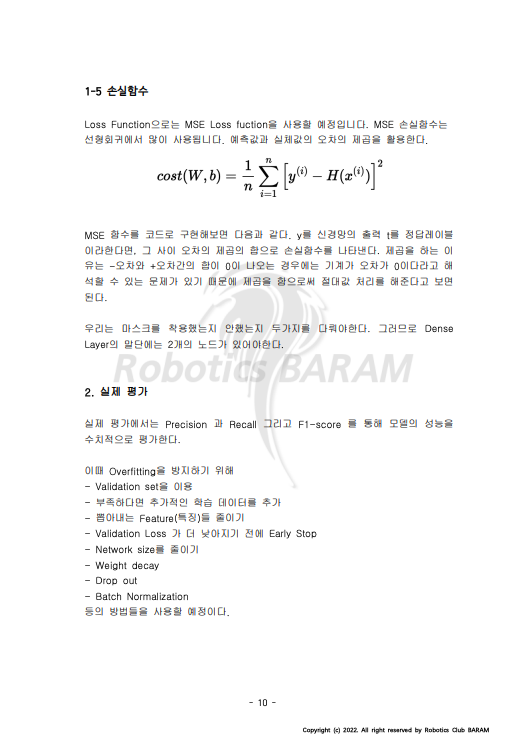 1-5 손실함수
Loss Function으로는 MSE Loss fuction을 사용할 예정입니다. MSE 손실함수는
선형회귀에서 많이 사용됩니다. 예측값과 실제값의 오차의 제곱을 활용한다.
cost(W, b) = \frac{1}{n} \sum_{i=1}^{n} [y^{(i)} − H(x^{(i)})]^2
MSE 함수를 코드로 구현해보면 다음과 같다. y를 신경망의 출력 t를 정답레이블
이라한다면, 그 사이 오차의 제곱의 합으로 손실함수를 나타낸다. 제곱을 하는 이
유는 -오차와 +오차간의 합이 0이 나오는 경우에는 기계가 오차가 0이다라고 해
석할 수 있는 문제가 있기 때문에 제곱을 함으로써 절대값 처리를 해준다고 보면
된다.
우리는 마스크를 착용했는지 안했는지 두가지를 다뤄야한다. 그러므로 Dense
Layer의 말단에는 2개의 노드가 있어야한다.
Robotics BARAM
2. 실제 평가
실제 평가에서는 Precision 과 Recall 그리고 F1-score 를 통해 모델의 성능을
수치적으로 평가한다.
이때 Overfitting을 방지하기 위해
- Validation set을 이용
- 부족하다면 추가적인 학습 데이터를 추가
- 뽑아내는 Feature(특징)들 줄이기
- Validation Loss 가 더 낮아지기 전에 Early Stop
- Network size를 줄이기
- Weight decay
- Drop out
- Batch Normalization
등의 방법들을 사용할 예정이다.
- 10 -
Copyright (c) 2022. All right reserved by Robotics Club BARAM